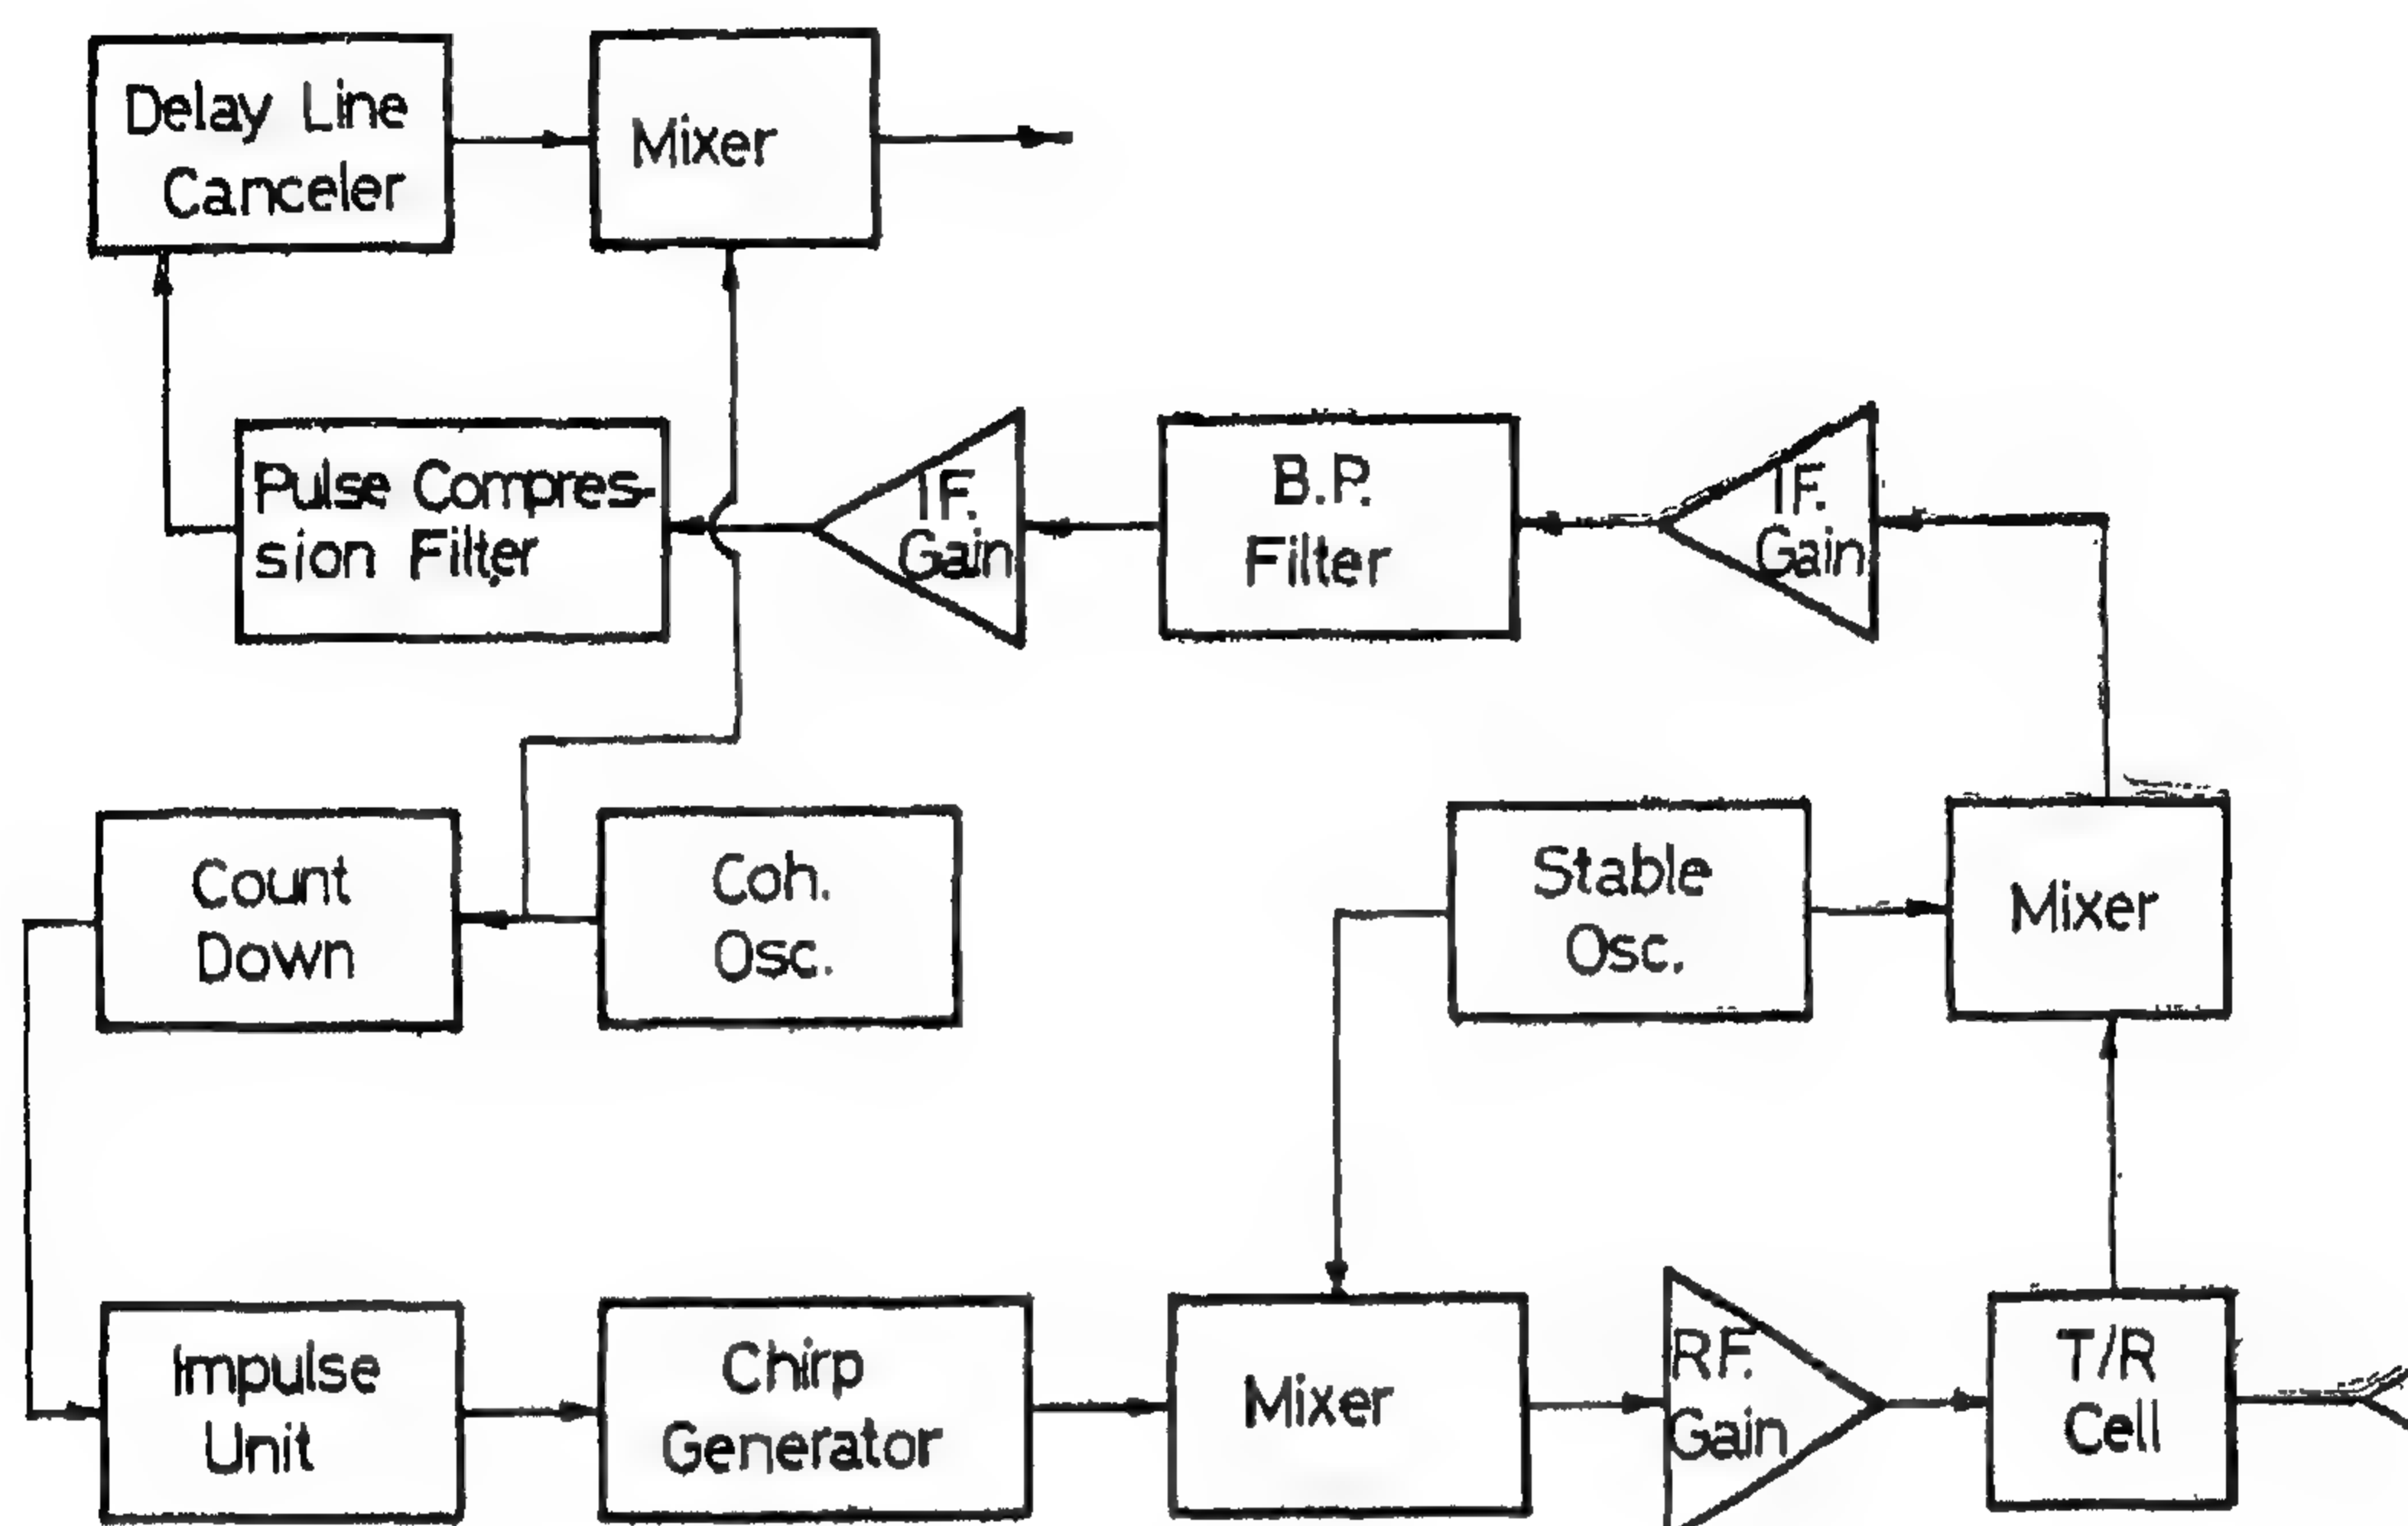 Delay Line
Canceler
Mixer
Pulse Compres-
sion Filter
I.F.
Gain
B.P.
Filter
I.F.
Gain
Count
Down
Coh.
Osc.
Stable
Osc.
Mixer
Impulse
Unit
Chirp
Generator
Mixer
R.F.
Gain
T/R
Cell